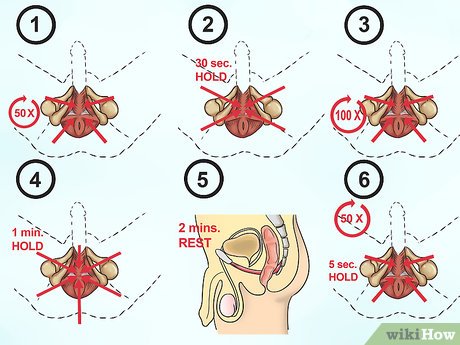 1
50 X
2
30 sec.
HOLD
3
100 X
4
1 min.
HOLD
5
2 mins.
REST
6
50 X
5 sec.
HOLD
wikiHow